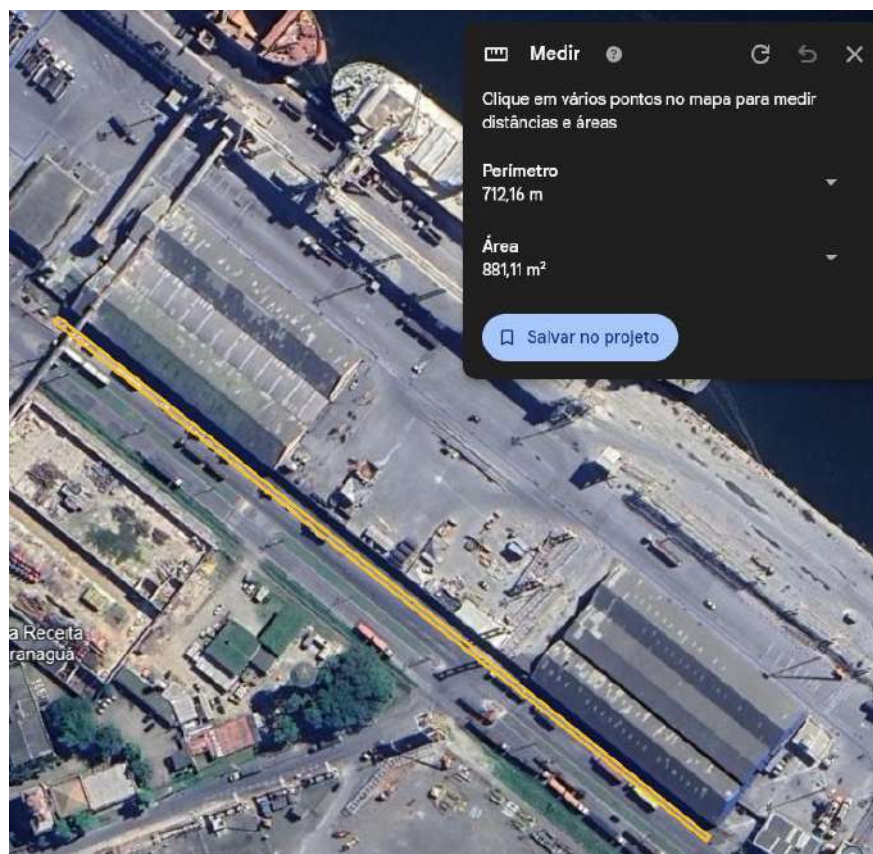 Medir
Clique em vários pontos no mapa para medir
distâncias e áreas
Perímetro
712,16 m
Área
881,11 m²
Salvar no projeto
a Receita
ranaguá